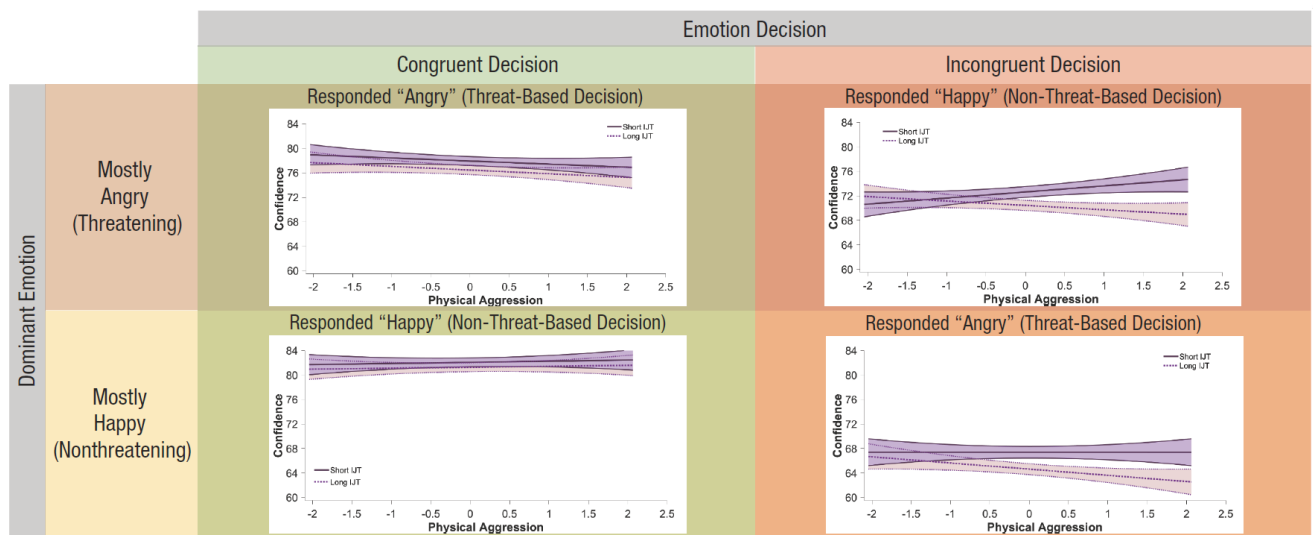 Emotion Decision
Congruent Decision
Incongruent Decision
Dominant Emotion
Mostly
Angry
(Threatening)
Responded “Angry” (Threat-Based Decision)
Confidence
84
80
76
72
68
64
60
Short IJT
Long IJT
-2 -1.5 -1 -0.5 0 0.5 1 1.5 2 2.5
Physical Aggression
Responded “Happy” (Non-Threat-Based Decision)
Confidence
84
80
76
72
68
64
60
Short IJT
Long IJT
-2 -1.5 -1 -0.5 0 0.5 1 1.5 2 2.5
Physical Aggression
Mostly
Happy
(Nonthreatening)
Responded “Happy” (Non-Threat-Based Decision)
Confidence
84
80
76
72
68
64
60
Short IJT
Long IJT
-2 -1.5 -1 -0.5 0 0.5 1 1.5 2 2.5
Physical Aggression
Responded “Angry” (Threat-Based Decision)
Confidence
84
80
76
72
68
64
60
Short IJT
Long IJT
-2 -1.5 -1 -0.5 0 0.5 1 1.5 2 2.5
Physical Aggression